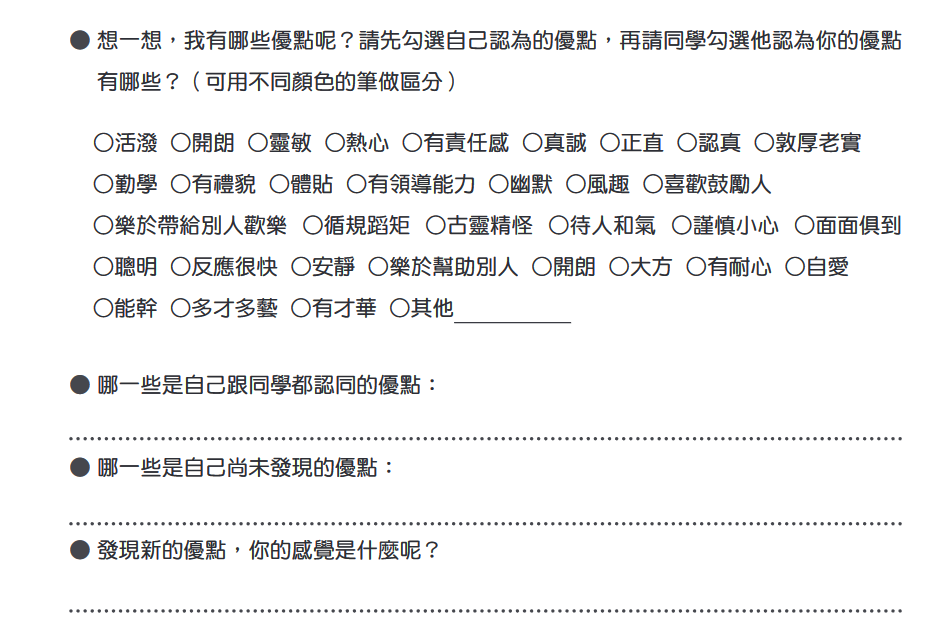 ●想一想，我有哪些優點呢？請先勾選自己認為的優點，再請同學勾選他認為你的優點
有哪些？（可用不同顏色的筆做區分）
○活潑 ○開朗 ○靈敏 ○熱心 ○有責任感 ○真誠 ○正直 ○認真 ○敦厚老實
○勤學 ○有禮貌 ○體貼 ○有領導能力 ○幽默 ○風趣 ○喜歡鼓勵人
○樂於帶給別人歡樂 ○循規蹈矩 ○古靈精怪 ○待人和氣 ○謹慎小心 ○面面俱到
○聰明 ○反應很快 ○安靜 ○樂於幫助別人 ○開朗 ○大方 ○有耐心 ○自愛
○能幹 ○多才多藝 ○有才華 ○其他__________
●哪一些是自己跟同學都認同的優點：
●哪一些是自己尚未發現的優點：
●發現新的優點，你的感覺是什麼呢？